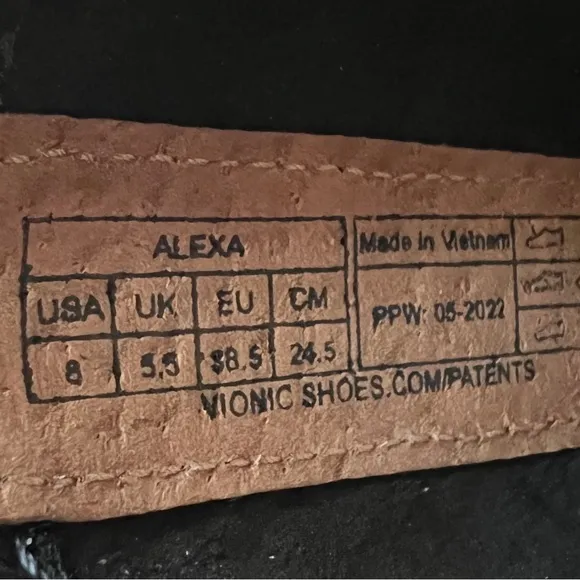 ALEXA
USA UK EU CM
8 5.5 38.5 24.5
Made in Vietnam
PPW: 05-2022
VIONIC SHOES.COM/PATENTS